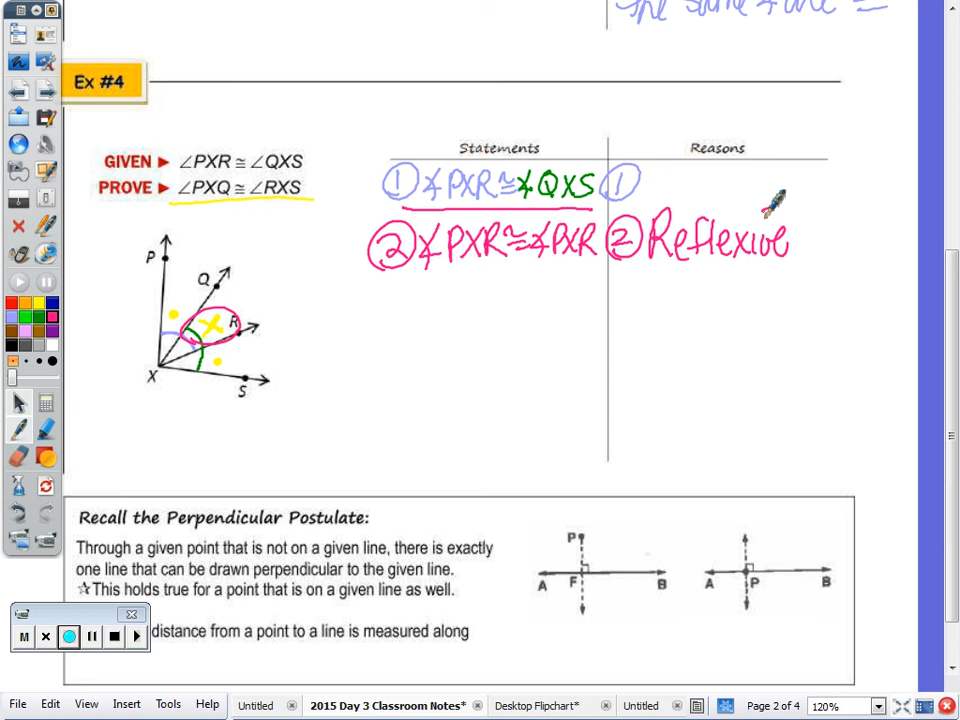 the same
Ex #4
GIVEN ► ∠PXR ≅ ∠QXS
PROVE ► ∠PXQ ≅ ∠RXS
Statements Reasons
① ∡PXR ≅ ∡QXS ①
② ∡PXR ≅ ∡PXR ② Reflexive
P
Q
R
X
S
Recall the Perpendicular Postulate:
Through a given point that is not on a given line, there is exactly
one line that can be drawn perpendicular to the given line.
☆This holds true for a point that is on a given line as well.
distance from a point to a line is measured along
P
A F B
A P B
M
File Edit View Insert Tools Help Untitled 2015 Day 3 Classroom Notes* Desktop Flipchart* Untitled Page 2 of 4 120%